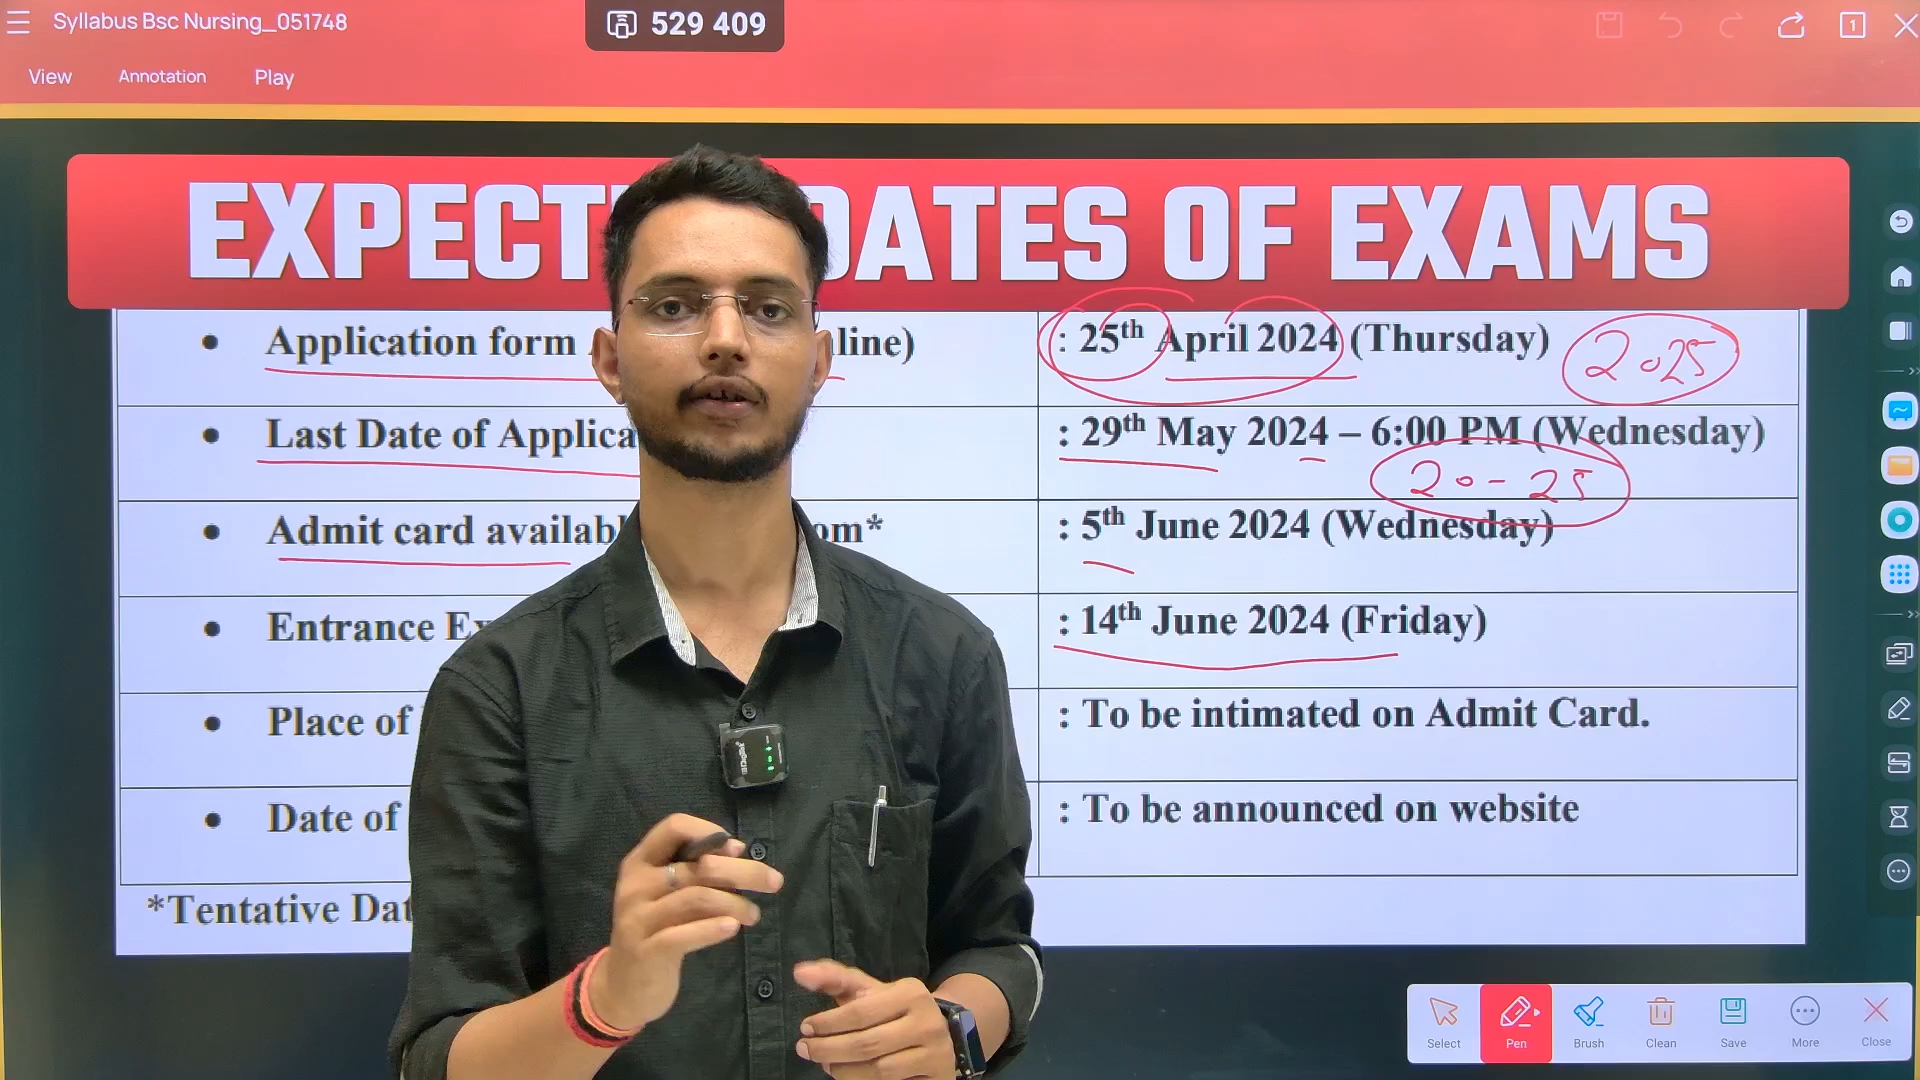 Syllabus Bsc Nursing_051748
529 409
1
View Annotation Play
EXPECT DATES OF EXAMS
• Application form line) : 25th April 2024 (Thursday) 2025
• Last Date of Applica : 29th May 2024 – 6:00 PM (Wednesday)
20-25
• Admit card availab om* : 5th June 2024 (Wednesday)
• Entrance Ex : 14th June 2024 (Friday)
• Place of : To be intimated on Admit Card.
• Date of : To be announced on website
*Tentative Dat
Select Pen Brush Clean Save More Close